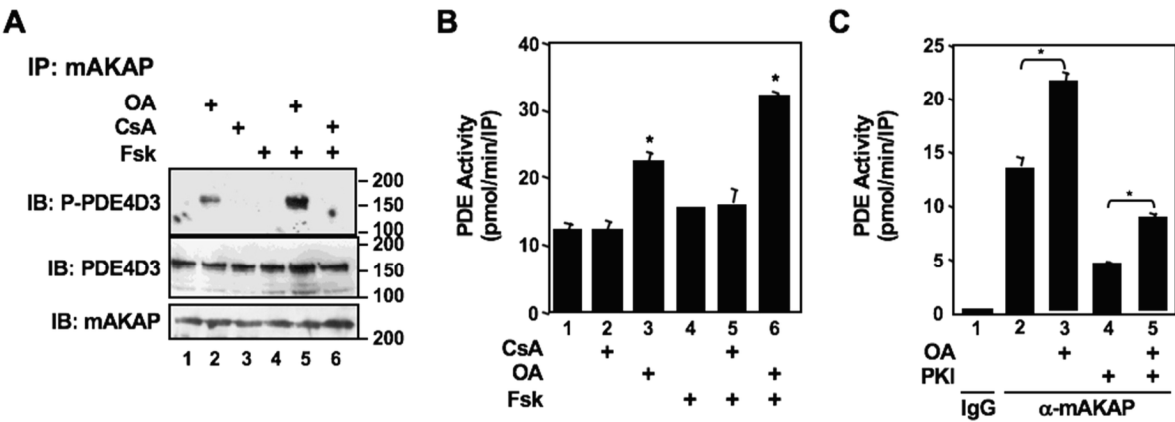 A
IP: mAKAP
OA + +
CsA + +
Fsk + + +
IB: P-PDE4D3
200
150
100
IB: PDE4D3
200
150
100
IB: mAKAP
200
1 2 3 4 5 6
B
PDE Activity
(pmol/min/IP)
40
30
20
10
0
* *
1 2 3 4 5 6
CsA + +
OA + +
Fsk + + +
C
PDE Activity
(pmol/min/IP)
25
20
15
10
5
0
* *
1 2 3 4 5
OA + +
PKI + +
IgG α-mAKAP